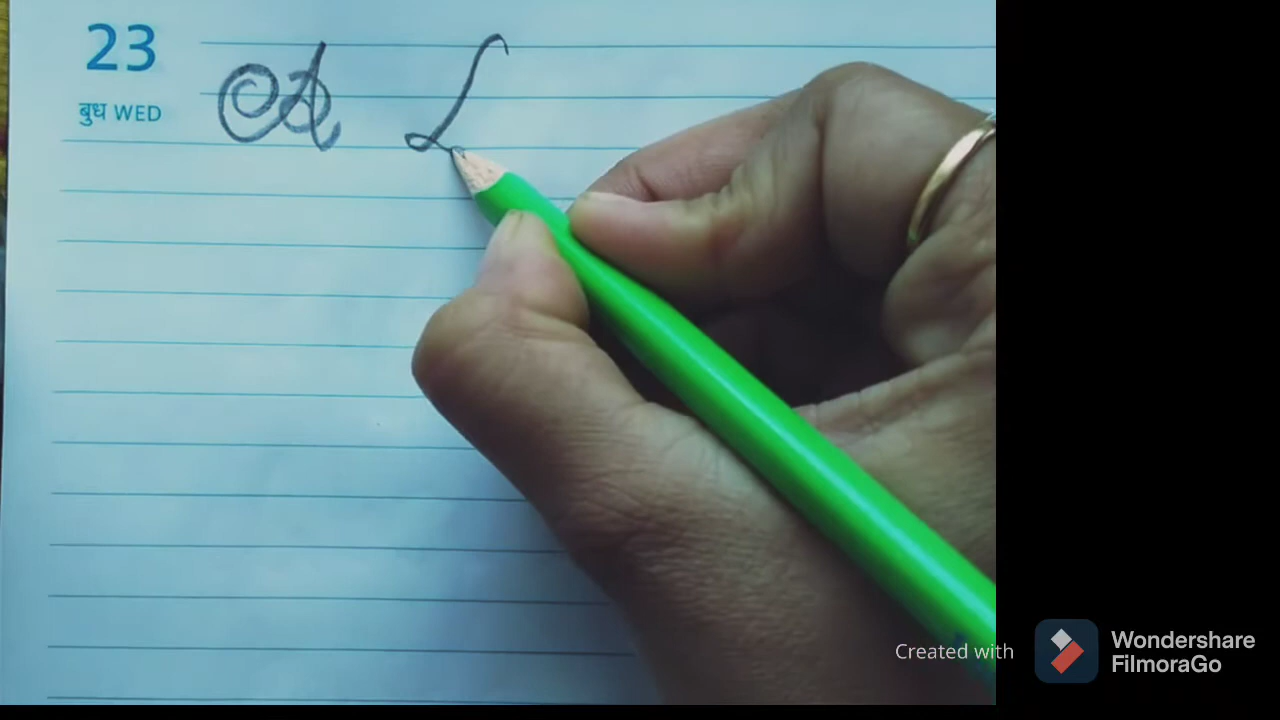 23
बुध WED
A L
Created with
Wondershare
FilmoraGo